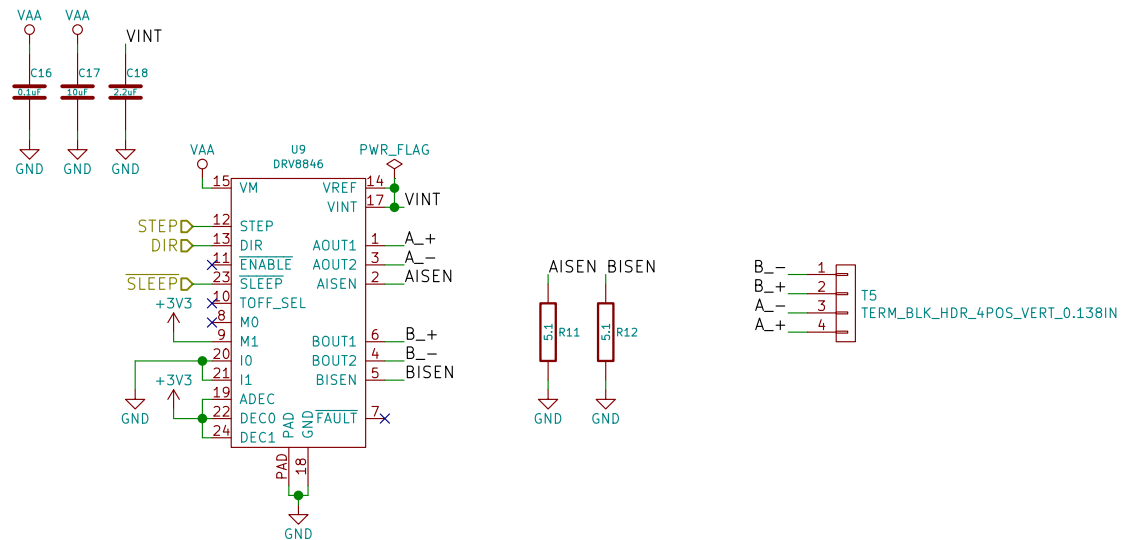 VAA VAA
VINT
C16 C17 C18
0.1uF 10uF 2.2uF
GND GND GND
VAA U9 PWR_FLAG
DRV8846
15 VM VREF 14
VINT 17 VINT
STEP 12 STEP
DIR 13 DIR AOUT1 1 A_+
11 ENABLE AOUT2 3 A_-
SLEEP 23 SLEEP AISEN 2 AISEN
+3V3 10 TOFF_SEL
8 M0
9 M1 BOUT1 6 B_+
20 I0 BOUT2 4 B_-
+3V3 21 I1 BISEN 5 BISEN
19 ADEC
GND 22 DEC0 FAULT 7
24 DEC1 PAD GND
PAD 18
GND
AISEN BISEN
5.1 R11 5.1 R12
GND GND
B_- 1
B_+ 2
T5
A_- 3
TERM_BLK_HDR_4POS_VERT_0.138IN
A_+ 4